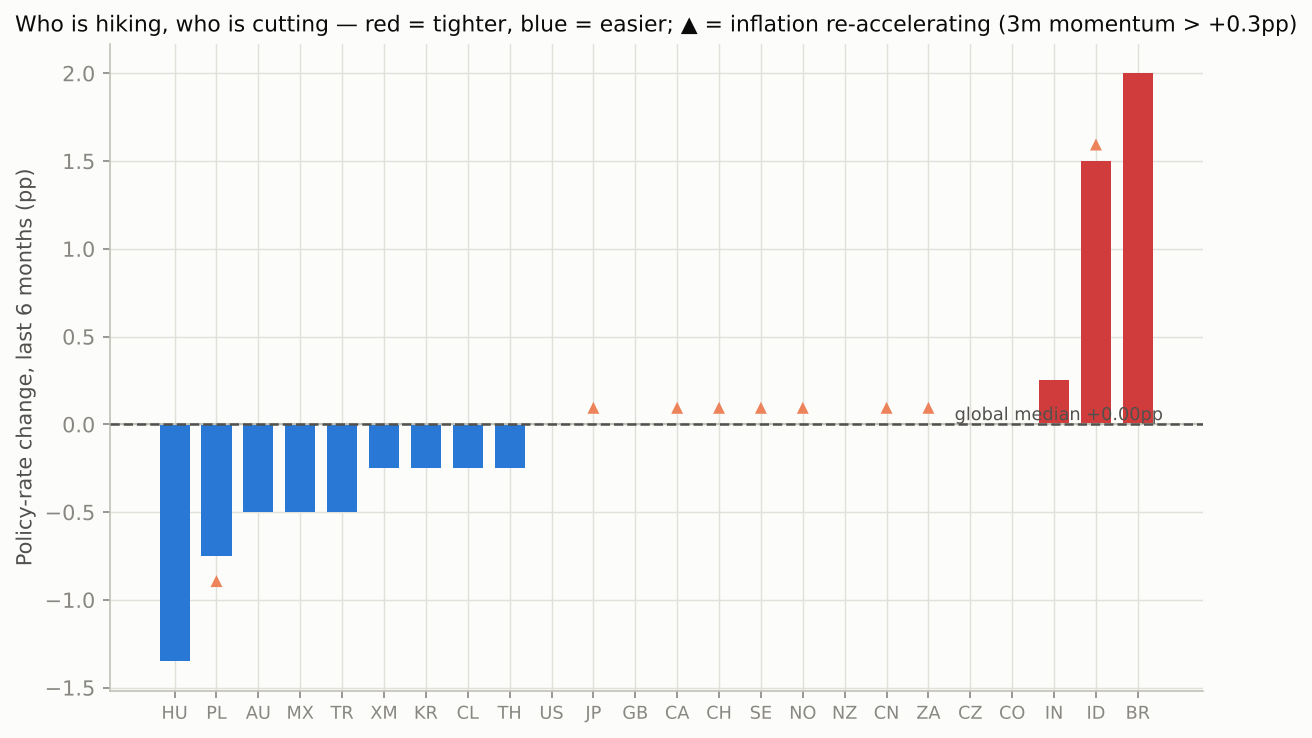 Who is hiking, who is cutting — red = tighter, blue = easier; ▲ = inflation re-accelerating (3m momentum > +0.3pp)
Policy-rate change, last 6 months (pp)
2.0
1.5
1.0
0.5
0.0
−0.5
−1.0
−1.5
global median +0.00pp
HU PL AU MX TR XM KR CL TH US JP GB CA CH SE NO NZ CN ZA CZ CO IN ID BR